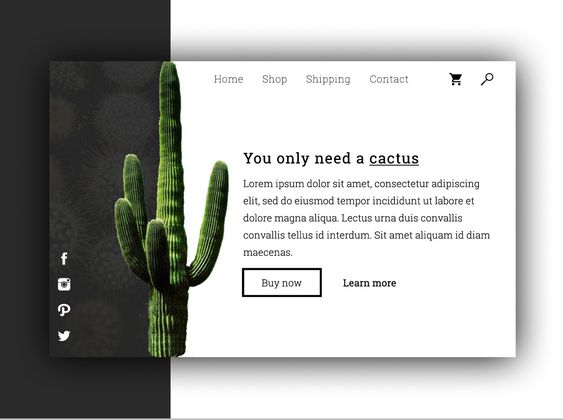 Home Shop Shipping Contact
You only need a cactus
Lorem ipsum dolor sit amet, consectetur adipiscing
elit, sed do eiusmod tempor incididunt ut labore et
dolore magna aliqua. Lectus urna duis convallis
convallis tellus id interdum. Sit amet aliquam id diam
maecenas.
Buy now Learn more